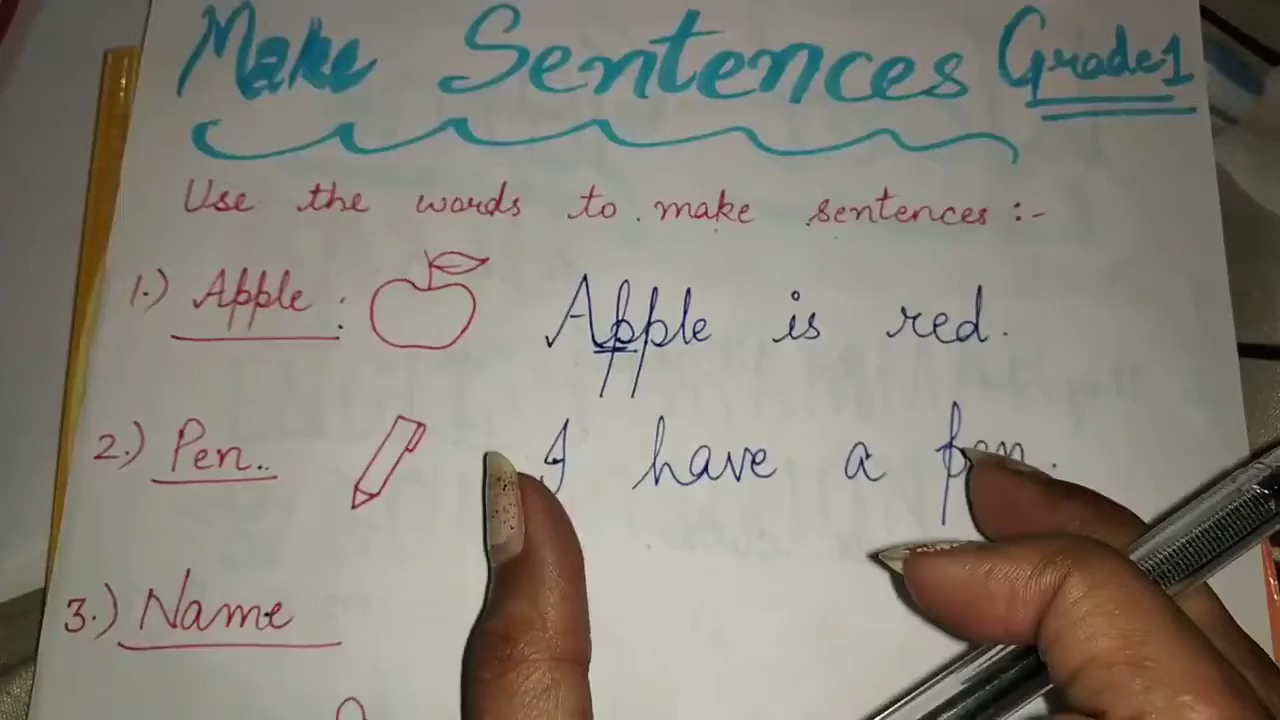 Make Sentences Grade 1
Use the words to make sentences :-
1.) Apple : Apple is red.
2.) Pen.. I have a pen.
3.) Name